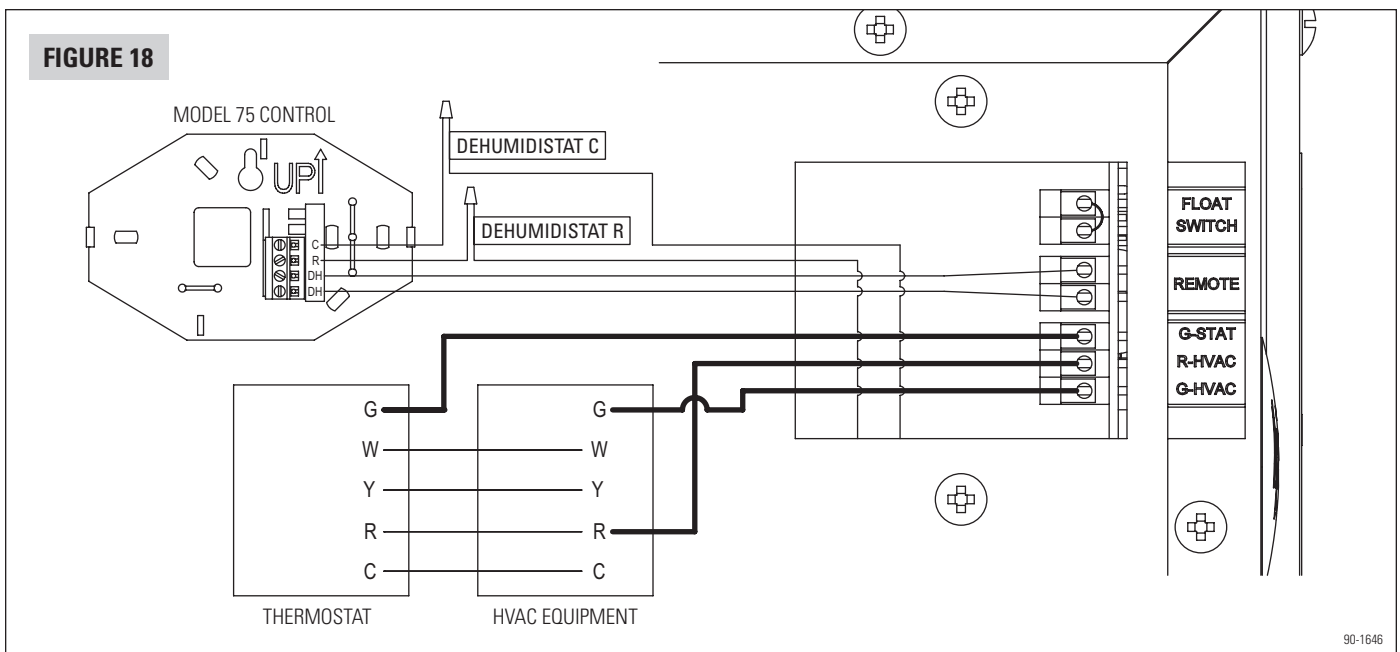 FIGURE 18
MODEL 75 CONTROL
UP
C
R
DH
DH
DEHUMIDISTAT C
DEHUMIDISTAT R
FLOAT
SWITCH
REMOTE
G-STAT
R-HVAC
G-HVAC
G
W
Y
R
C
THERMOSTAT
G
W
Y
R
C
HVAC EQUIPMENT
90-1646